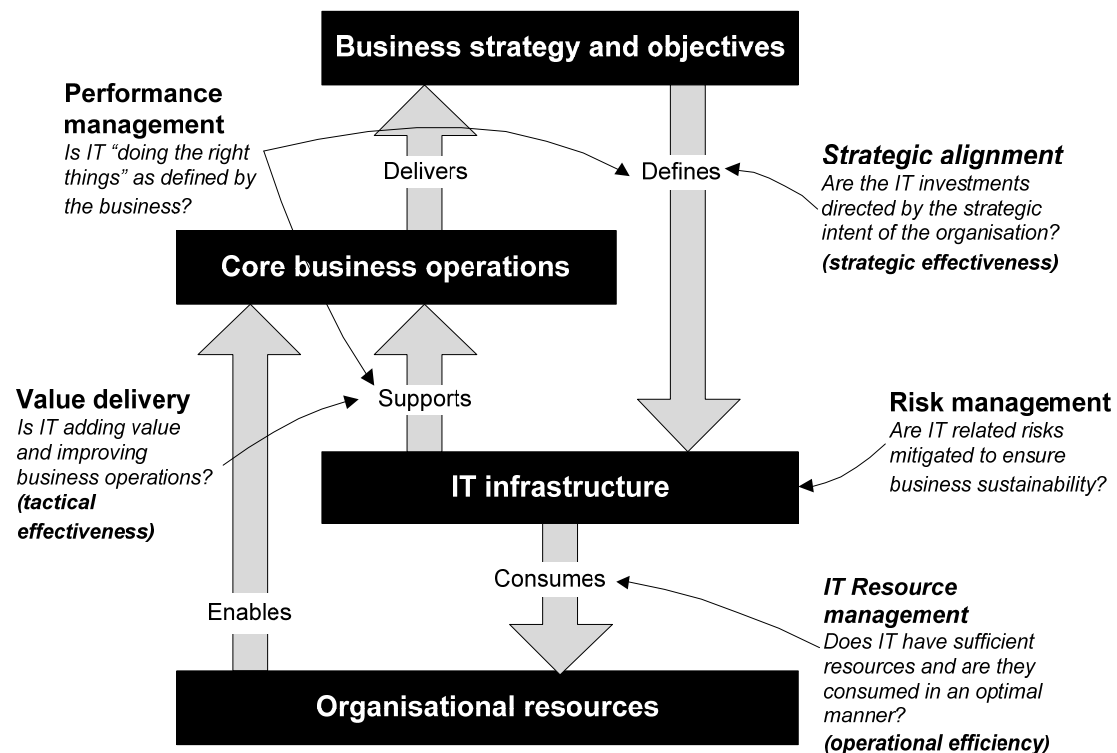 Business strategy and objectives
Performance
management
Is IT “doing the right
things” as defined by
the business?
Delivers
Defines
Strategic alignment
Are the IT investments
directed by the strategic
intent of the organisation?
(strategic effectiveness)
Core business operations
Value delivery
Is IT adding value
and improving
business operations?
(tactical
effectiveness)
Supports
Risk management
Are IT related risks
mitigated to ensure
business sustainability?
IT infrastructure
Consumes
Enables
IT Resource
management
Does IT have sufficient
resources and are they
consumed in an optimal
manner?
(operational efficiency)
Organisational resources